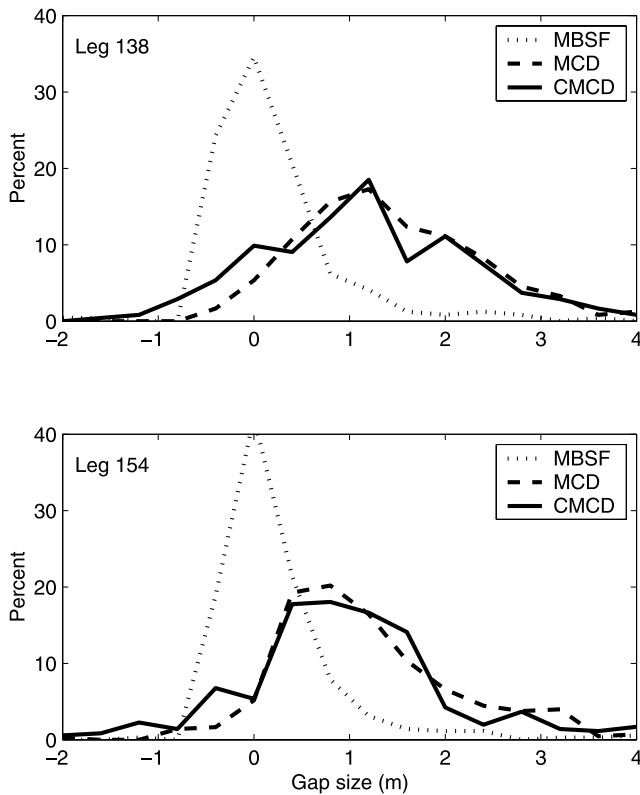 40
30
20
10
0
Percent
Leg 138
MBSF
MCD
CMCD
−2 −1 0 1 2 3 4
40
30
20
10
0
Percent
Leg 154
MBSF
MCD
CMCD
−2 −1 0 1 2 3 4
Gap size (m)